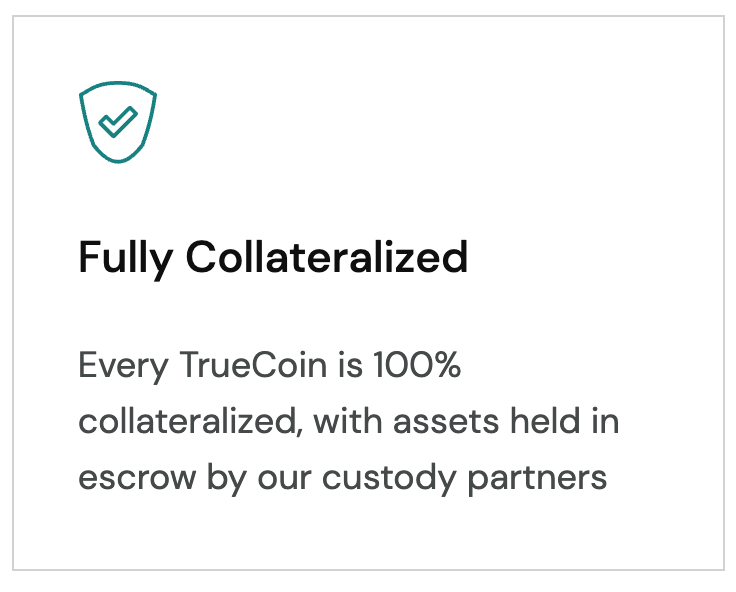 Fully Collateralized
Every TrueCoin is 100%
collateralized, with assets held in
escrow by our custody partners